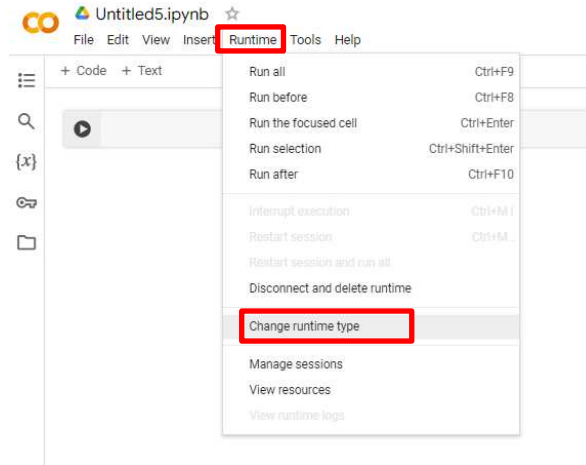 Untitled5.ipynb
File Edit View Insert Runtime Tools Help
+ Code + Text
Run all Ctrl+F9
Run before Ctrl+F8
Run the focused cell Ctrl+Enter
Run selection Ctrl+Shift+Enter
Run after Ctrl+F10
{x}
Interrupt execution Ctrl+M I
Restart session Ctrl+M .
Restart session and run all
Disconnect and delete runtime
Change runtime type
Manage sessions
View resources
View runtime logs